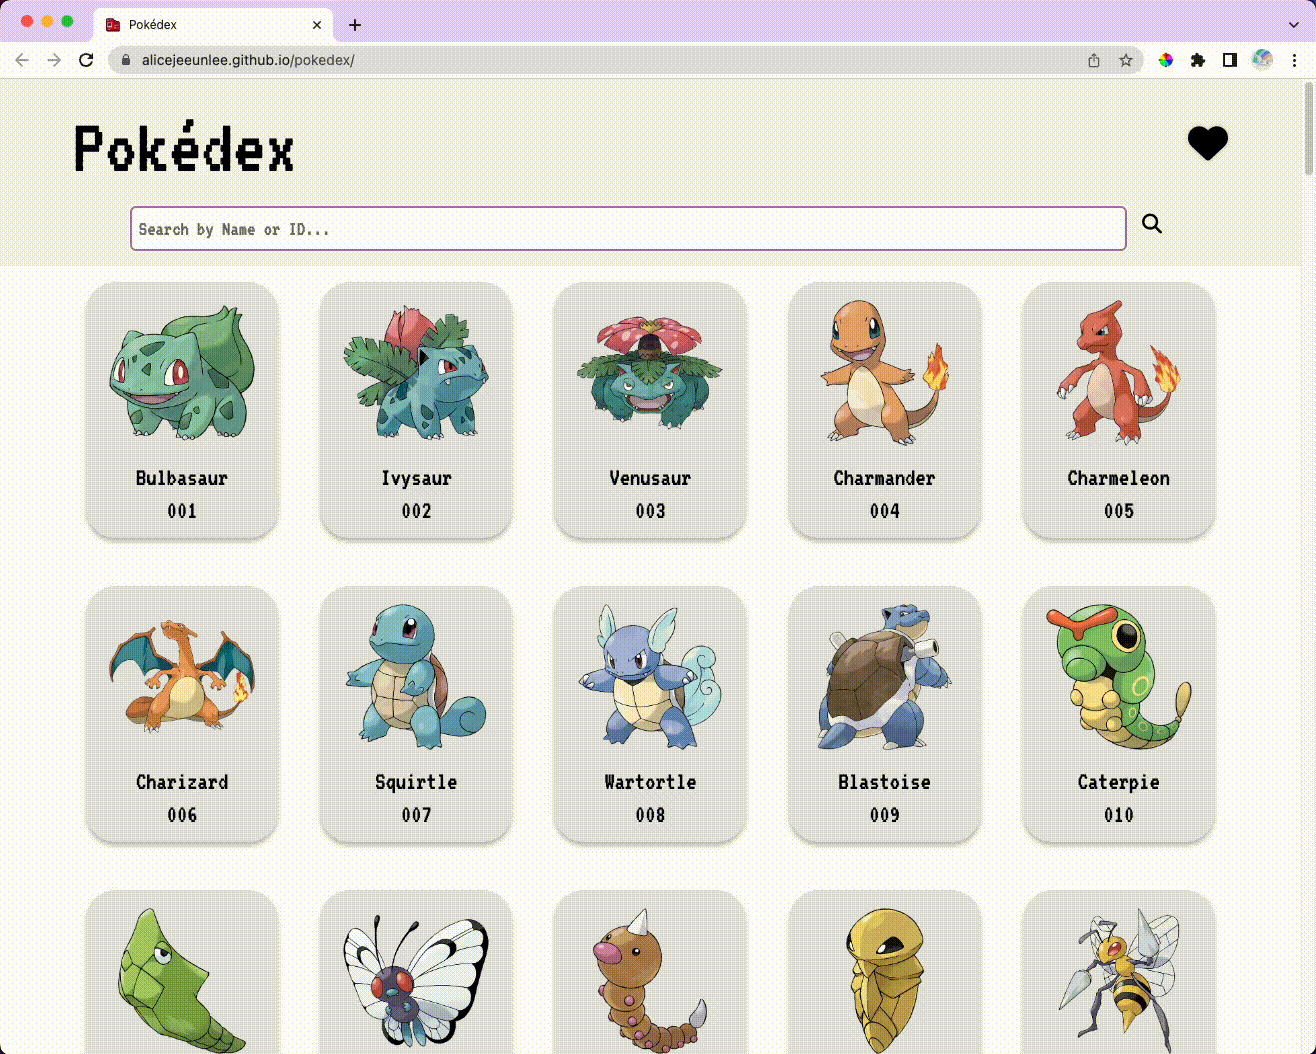 Pokédex
alicejeeunlee.github.io/pokedex/
Pokédex
Search by Name or ID...
Bulbasaur
001
Ivysaur
002
Venusaur
003
Charmander
004
Charmeleon
005
Charizard
006
Squirtle
007
Wartortle
008
Blastoise
009
Caterpie
010